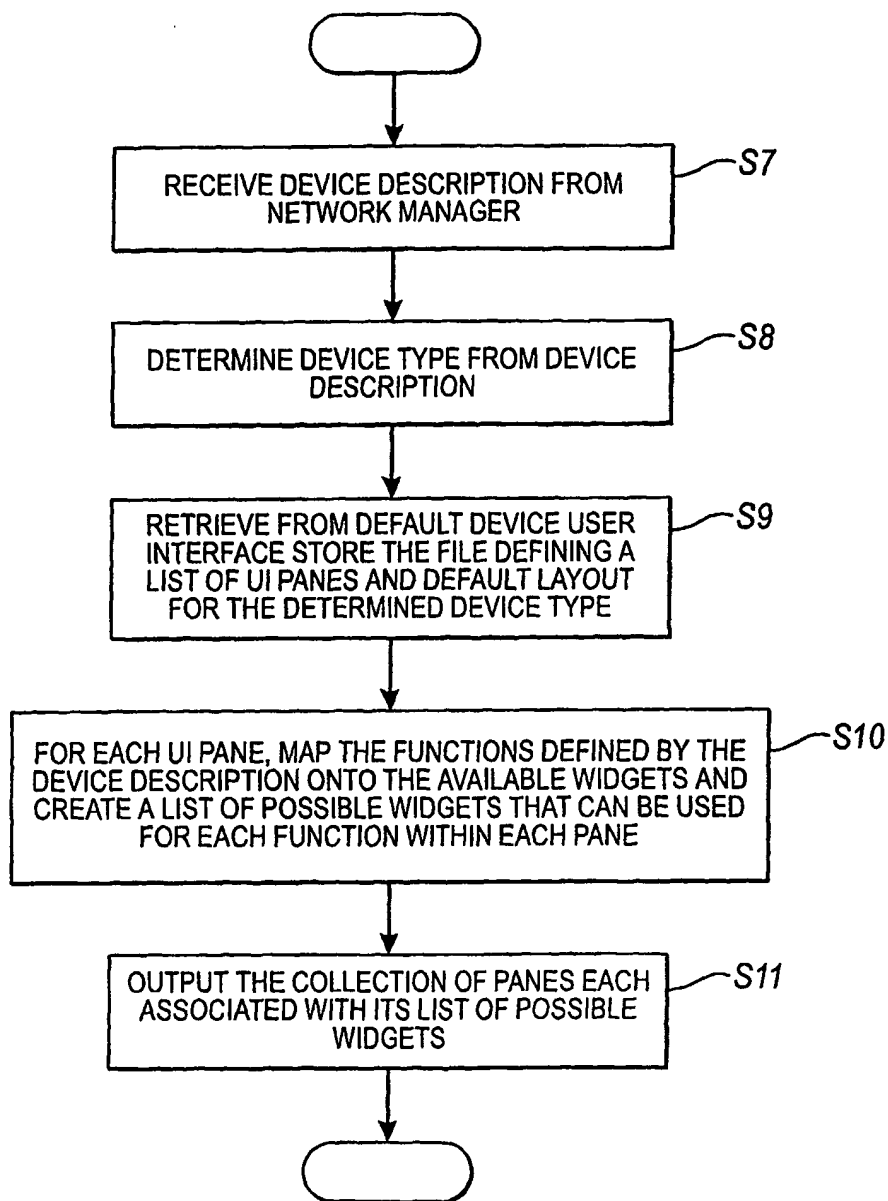 RECEIVE DEVICE DESCRIPTION FROM
NETWORK MANAGER
S7
DETERMINE DEVICE TYPE FROM DEVICE
DESCRIPTION
S8
RETRIEVE FROM DEFAULT DEVICE USER
INTERFACE STORE THE FILE DEFINING A
LIST OF UI PANES AND DEFAULT LAYOUT
FOR THE DETERMINED DEVICE TYPE
S9
FOR EACH UI PANE, MAP THE FUNCTIONS DEFINED BY THE
DEVICE DESCRIPTION ONTO THE AVAILABLE WIDGETS AND
CREATE A LIST OF POSSIBLE WIDGETS THAT CAN BE USED
FOR EACH FUNCTION WITHIN EACH PANE
S10
OUTPUT THE COLLECTION OF PANES EACH
ASSOCIATED WITH ITS LIST OF POSSIBLE
WIDGETS
S11